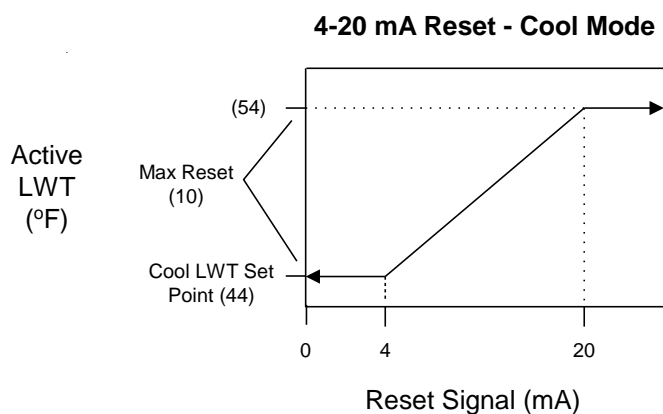 4-20 mA Reset - Cool Mode
(54)
Active
LWT
(°F)
Max Reset
(10)
Cool LWT Set
Point (44)
0
4
20
Reset Signal (mA)